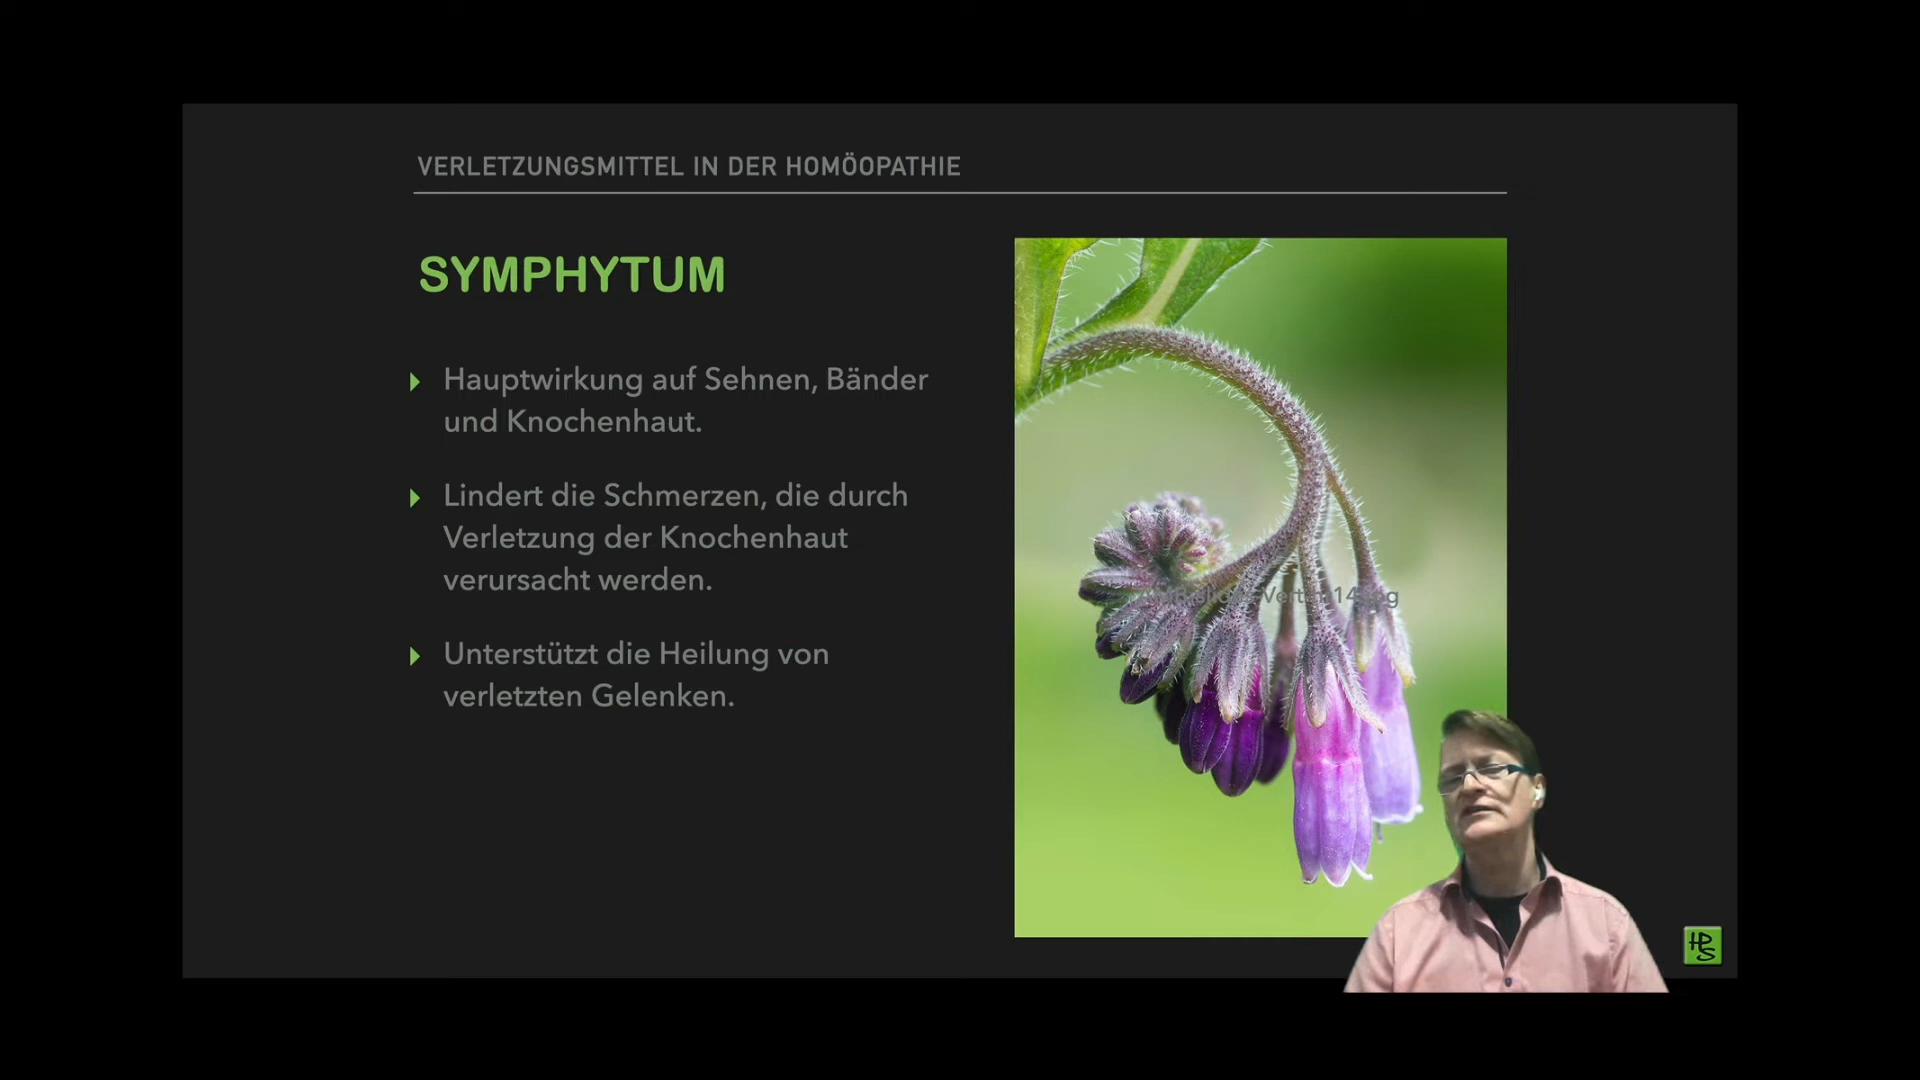 VERLETZUNGSMITTEL IN DER HOMÖOPATHIE
SYMPHYTUM
Hauptwirkung auf Sehnen, Bänder
und Knochenhaut.
Lindert die Schmerzen, die durch
Verletzung der Knochenhaut
verursacht werden.
Unterstützt die Heilung von
verletzten Gelenken.
HPS